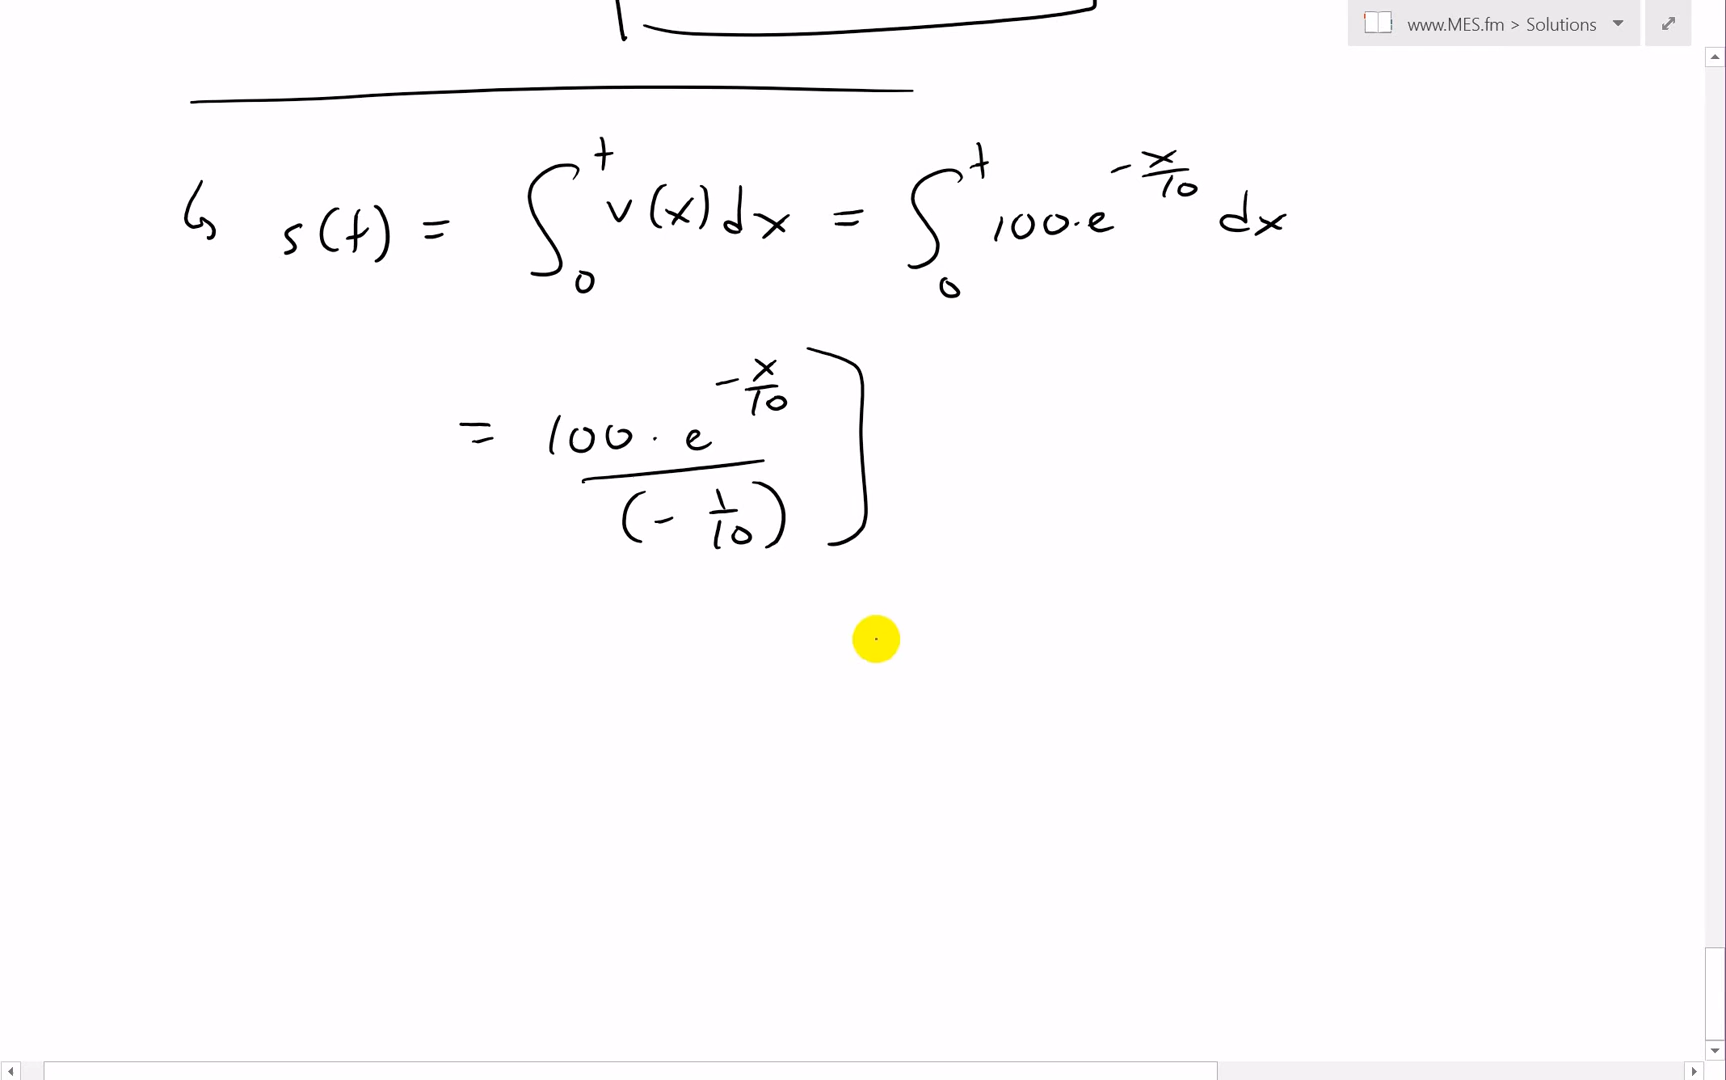 www.MES.fm > Solutions
↳ s(t) = ∫₀ᵗ v(x) dx = ∫₀ᵗ 100·e^(-x/10) dx
= 100·e^(-x/10) / (-1/10) ]